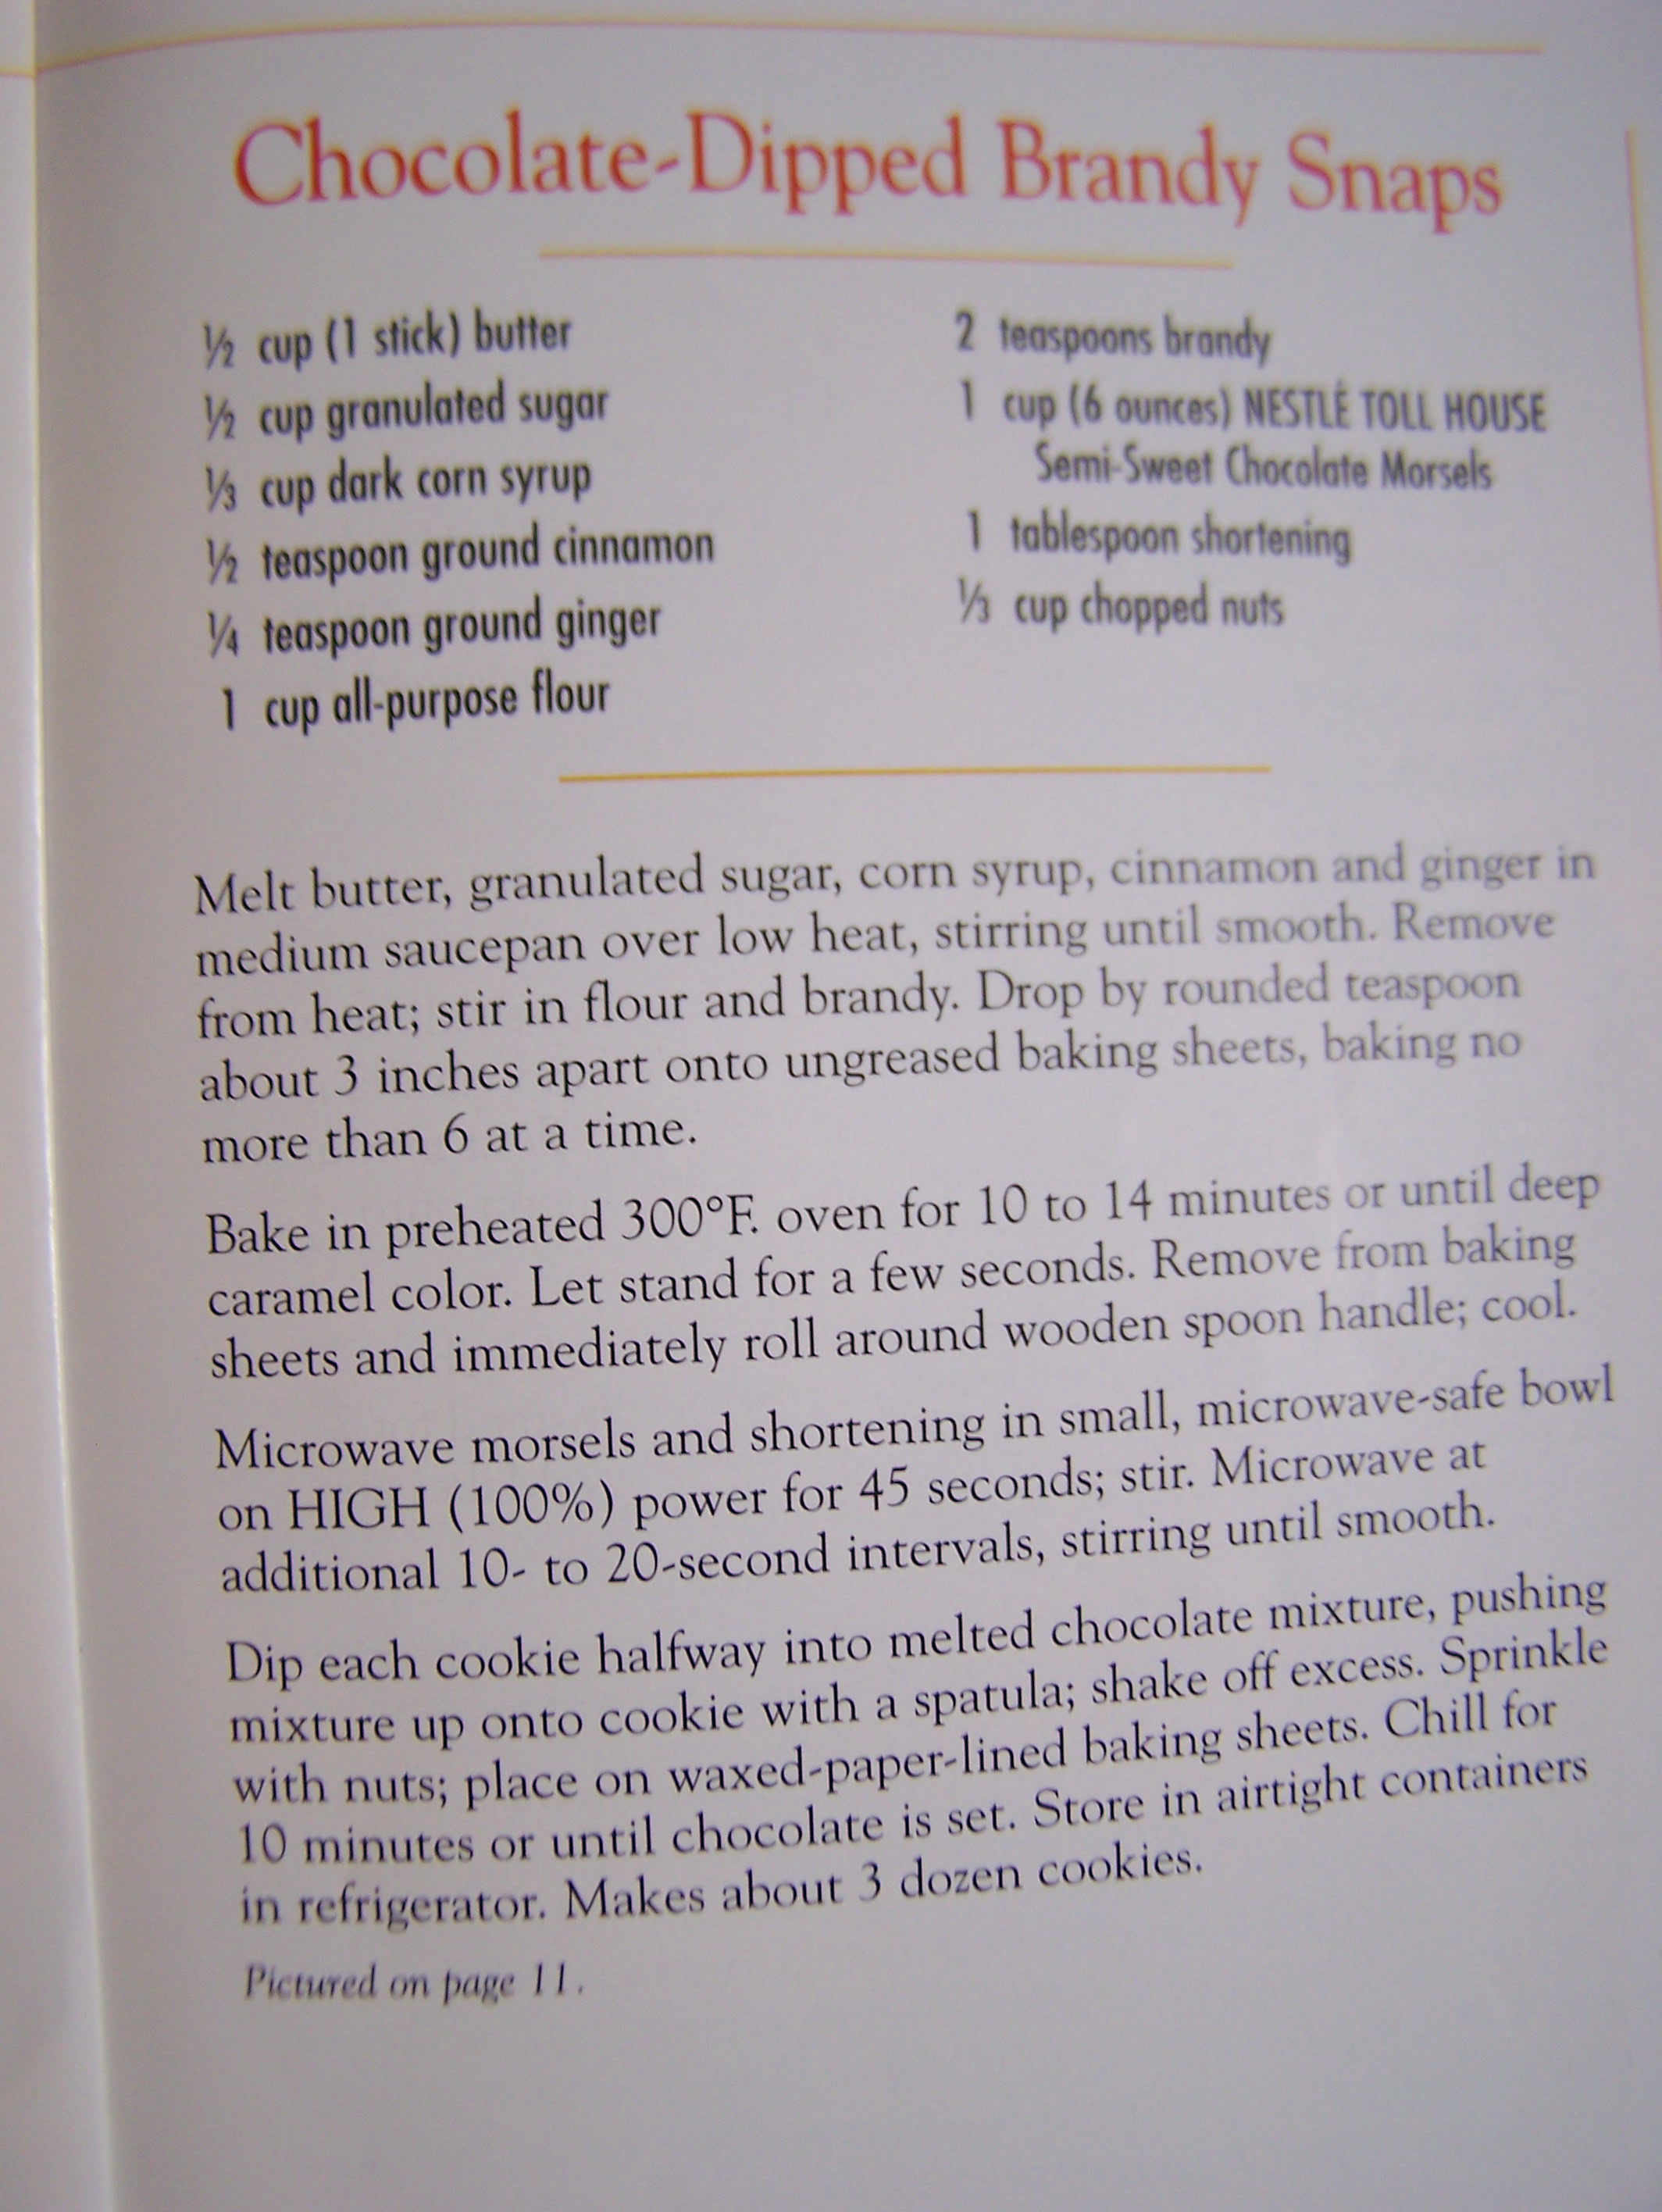 Chocolate-Dipped Brandy Snaps
½ cup (1 stick) butter
½ cup granulated sugar
⅓ cup dark corn syrup
½ teaspoon ground cinnamon
¼ teaspoon ground ginger
1 cup all-purpose flour
2 teaspoons brandy
1 cup (6 ounces) NESTLÉ TOLL HOUSE
Semi-Sweet Chocolate Morsels
1 tablespoon shortening
⅓ cup chopped nuts
Melt butter, granulated sugar, corn syrup, cinnamon and ginger in
medium saucepan over low heat, stirring until smooth. Remove
from heat; stir in flour and brandy. Drop by rounded teaspoon
about 3 inches apart onto ungreased baking sheets, baking no
more than 6 at a time.
Bake in preheated 300°F. oven for 10 to 14 minutes or until deep
caramel color. Let stand for a few seconds. Remove from baking
sheets and immediately roll around wooden spoon handle; cool.
Microwave morsels and shortening in small, microwave-safe bowl
on HIGH (100%) power for 45 seconds; stir. Microwave at
additional 10- to 20-second intervals, stirring until smooth.
Dip each cookie halfway into melted chocolate mixture, pushing
mixture up onto cookie with a spatula; shake off excess. Sprinkle
with nuts; place on waxed-paper-lined baking sheets. Chill for
10 minutes or until chocolate is set. Store in airtight containers
in refrigerator. Makes about 3 dozen cookies.
Pictured on page 11.